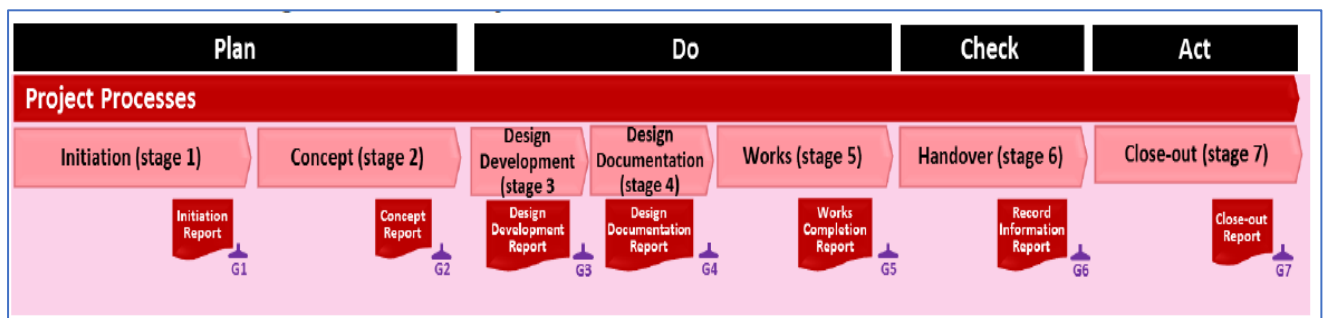 Plan
Do
Check
Act
Project Processes
Initiation (stage 1)
Concept (stage 2)
Design
Development
(stage 3
Design
Documentation
(stage 4)
Works (stage 5)
Handover (stage 6)
Close-out (stage 7)
Initiation
Report
G1
Concept
Report
G2
Design
Development
Report
G3
Design
Documentation
Report
G4
Works
Completion
Report
G5
Record
Information
Report
G6
Close-out
Report
G7